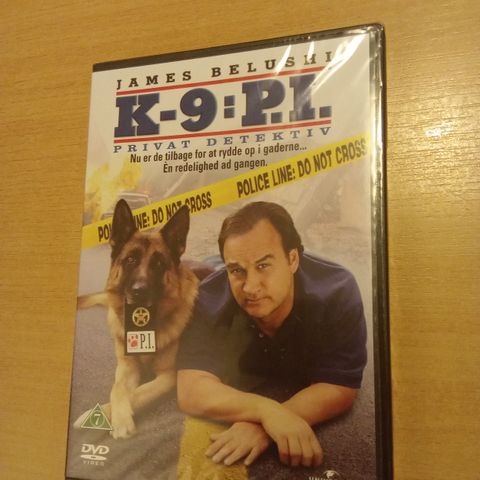 JAMES BELUSHI
K-9: P.I.
PRIVAT DETEKTIV
Nu er de tilbage for at rydde op i gaderne...
Èn redelighed ad gangen.
POLICE LINE: DO NOT CROSS
POLICE LINE: DO NOT CROSS
P.I.
7
DVD
VIDEO